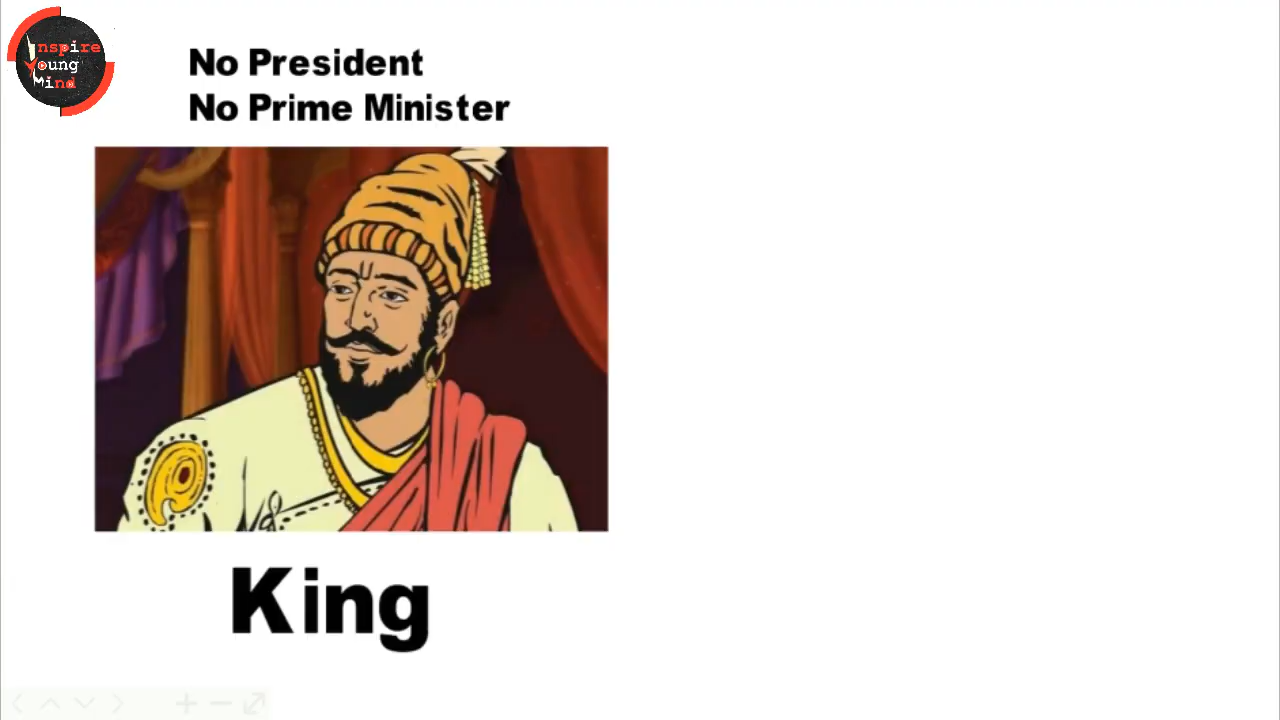 Inspire
Young
Mind
No President
No Prime Minister
King